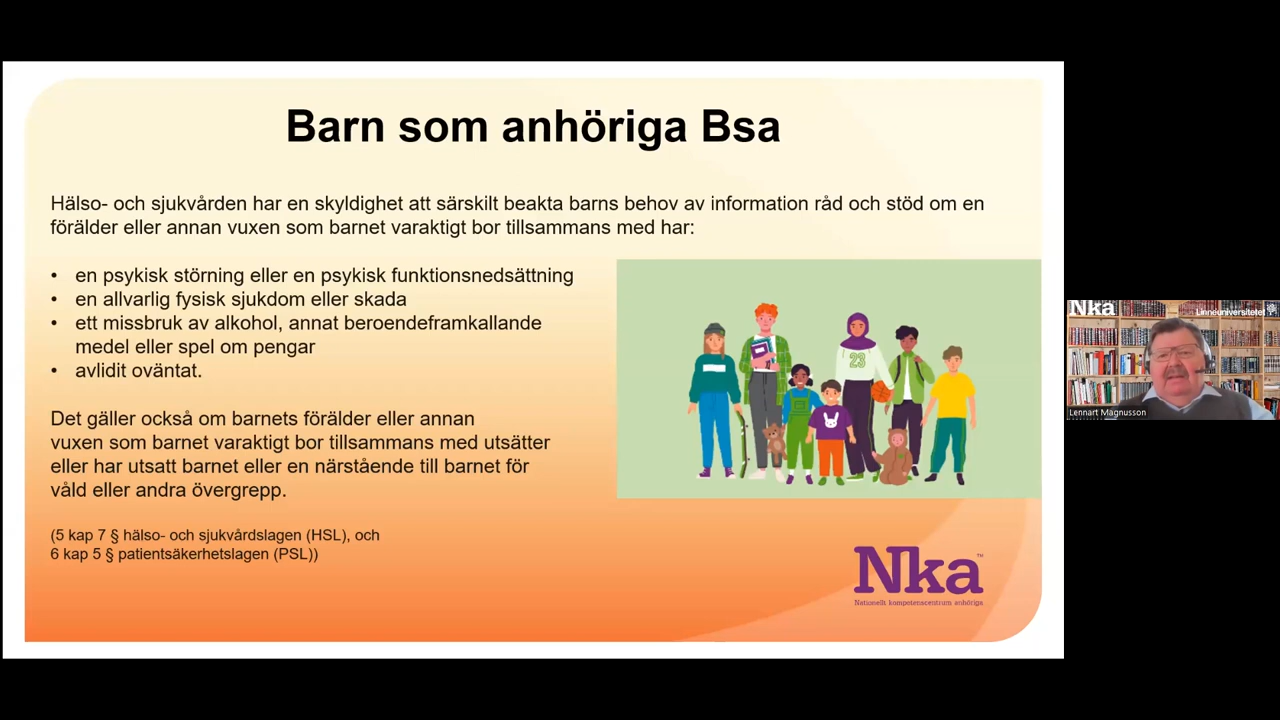 Barn som anhöriga Bsa
Hälso- och sjukvården har en skyldighet att särskilt beakta barns behov av information råd och stöd om en
förälder eller annan vuxen som barnet varaktigt bor tillsammans med har:
• en psykisk störning eller en psykisk funktionsnedsättning
• en allvarlig fysisk sjukdom eller skada
• ett missbruk av alkohol, annat beroendeframkallande
medel eller spel om pengar
• avlidit oväntat.
Det gäller också om barnets förälder eller annan
vuxen som barnet varaktigt bor tillsammans med utsätter
eller har utsatt barnet eller en närstående till barnet för
våld eller andra övergrepp.
(5 kap 7 § hälso- och sjukvårdslagen (HSL), och
6 kap 5 § patientsäkerhetslagen (PSL))
23
Nka™
Nationellt kompetenscentrum anhöriga
Nka
Linnéuniversitetet
Lennart Magnusson